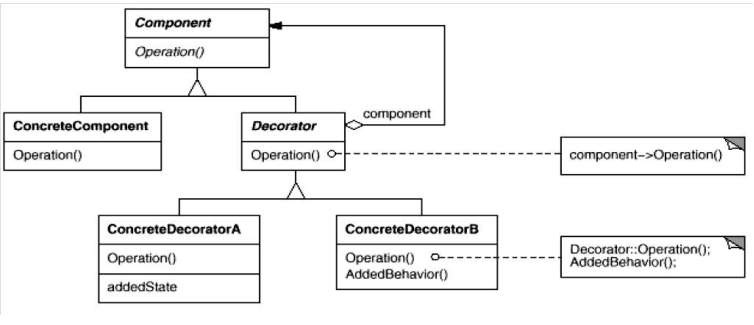 Component
Operation()
component
ConcreteComponent
Operation()
Decorator
Operation()
component->Operation()
ConcreteDecoratorA
Operation()
addedState
ConcreteDecoratorB
Operation()
AddedBehavior()
Decorator::Operation();
AddedBehavior();